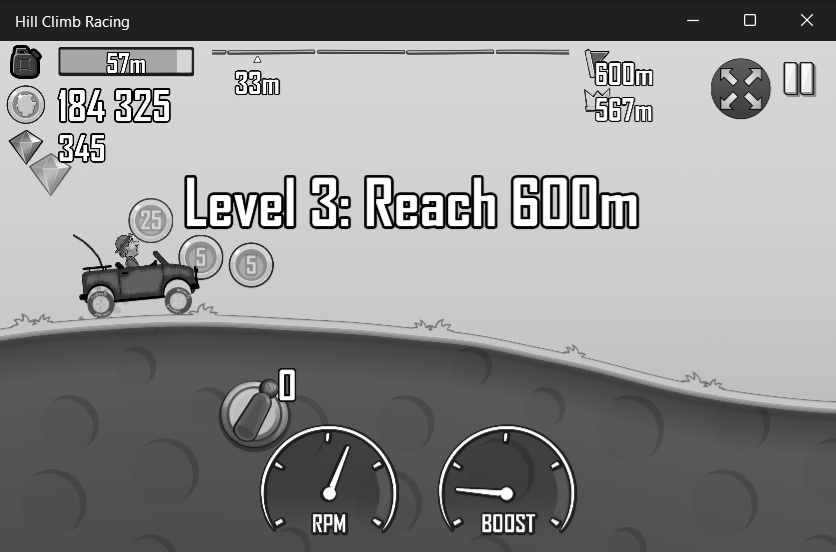 Hill Climb Racing
57m
33m
600m
184 325
567m
345
Level 3: Reach 600m
25
5
5
0
RPM
BOOST